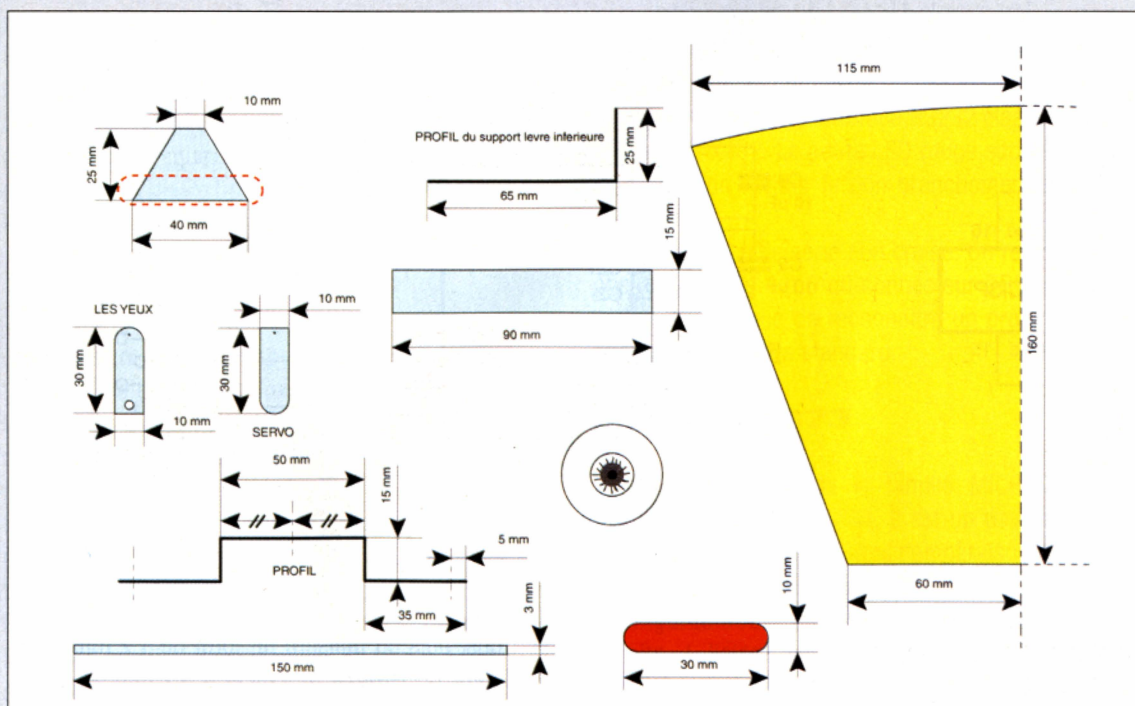 115 mm
10 mm
25 mm
40 mm
PROFIL du support levre inferieure
25 mm
65 mm
15 mm
90 mm
160 mm
LES YEUX
30 mm
10 mm
10 mm
30 mm
SERVO
50 mm
15 mm
5 mm
PROFIL
35 mm
3 mm
150 mm
10 mm
30 mm
60 mm